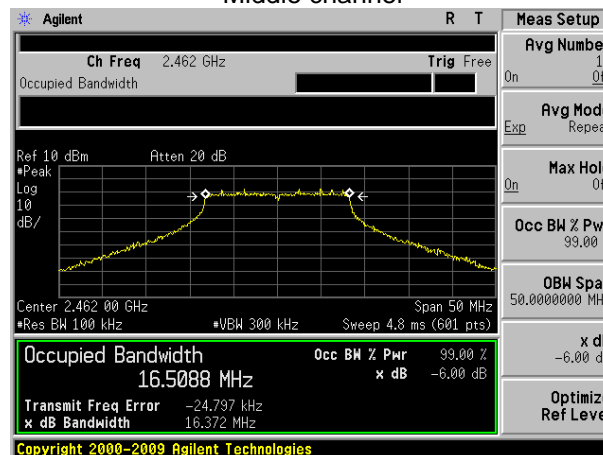 Middle channel
Agilent R T
Ch Freq 2.462 GHz Trig Free
Occupied Bandwidth
Ref 10 dBm Atten 20 dB
#Peak
Log
10
dB/
Center 2.462 00 GHz Span 50 MHz
#Res BW 100 kHz #VBW 300 kHz Sweep 4.8 ms (601 pts)
Occupied Bandwidth Occ BW % Pwr 99.00 %
16.5088 MHz x dB -6.00 dB
Transmit Freq Error -24.797 kHz
x dB Bandwidth 16.372 MHz
Copyright 2000-2009 Agilent Technologies
Meas Setup
Avg Numbe
1
On O
Avg Mod
Exp Repea
Max Hol
On Of
Occ BW % Pw
99.00
OBW Spa
50.0000000 MH
x d
-6.00 d
Optimiz
Ref Leve